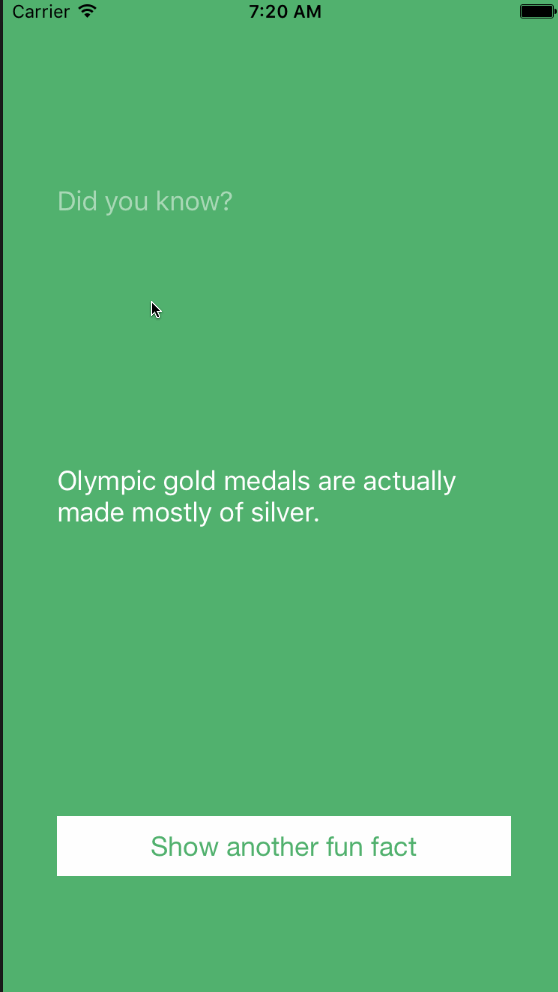 Carrier 7:20 AM
Did you know?
Olympic gold medals are actually
made mostly of silver.
Show another fun fact